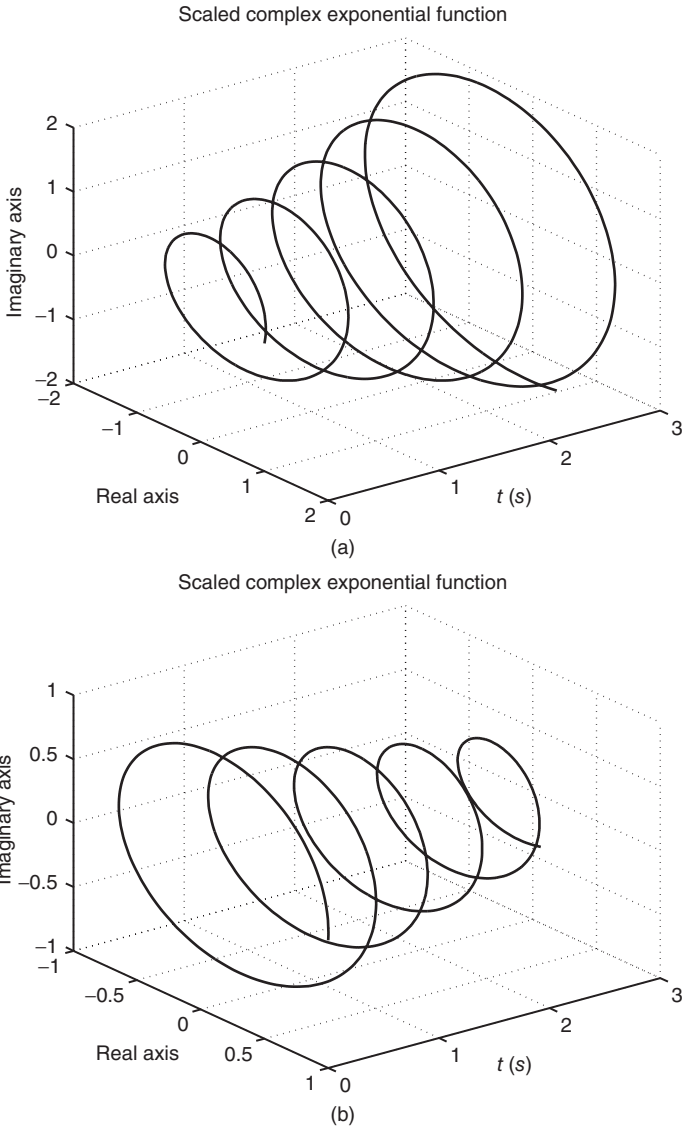 Scaled complex exponential function
2
1
0
−1
−2
Imaginary axis
−2
−1
0
1
2
Real axis
0
1
2
3
t (s)
(a)
Scaled complex exponential function
1
0.5
0
−0.5
−1
Imaginary axis
−1
−0.5
0
0.5
1
Real axis
0
1
2
3
t (s)
(b)